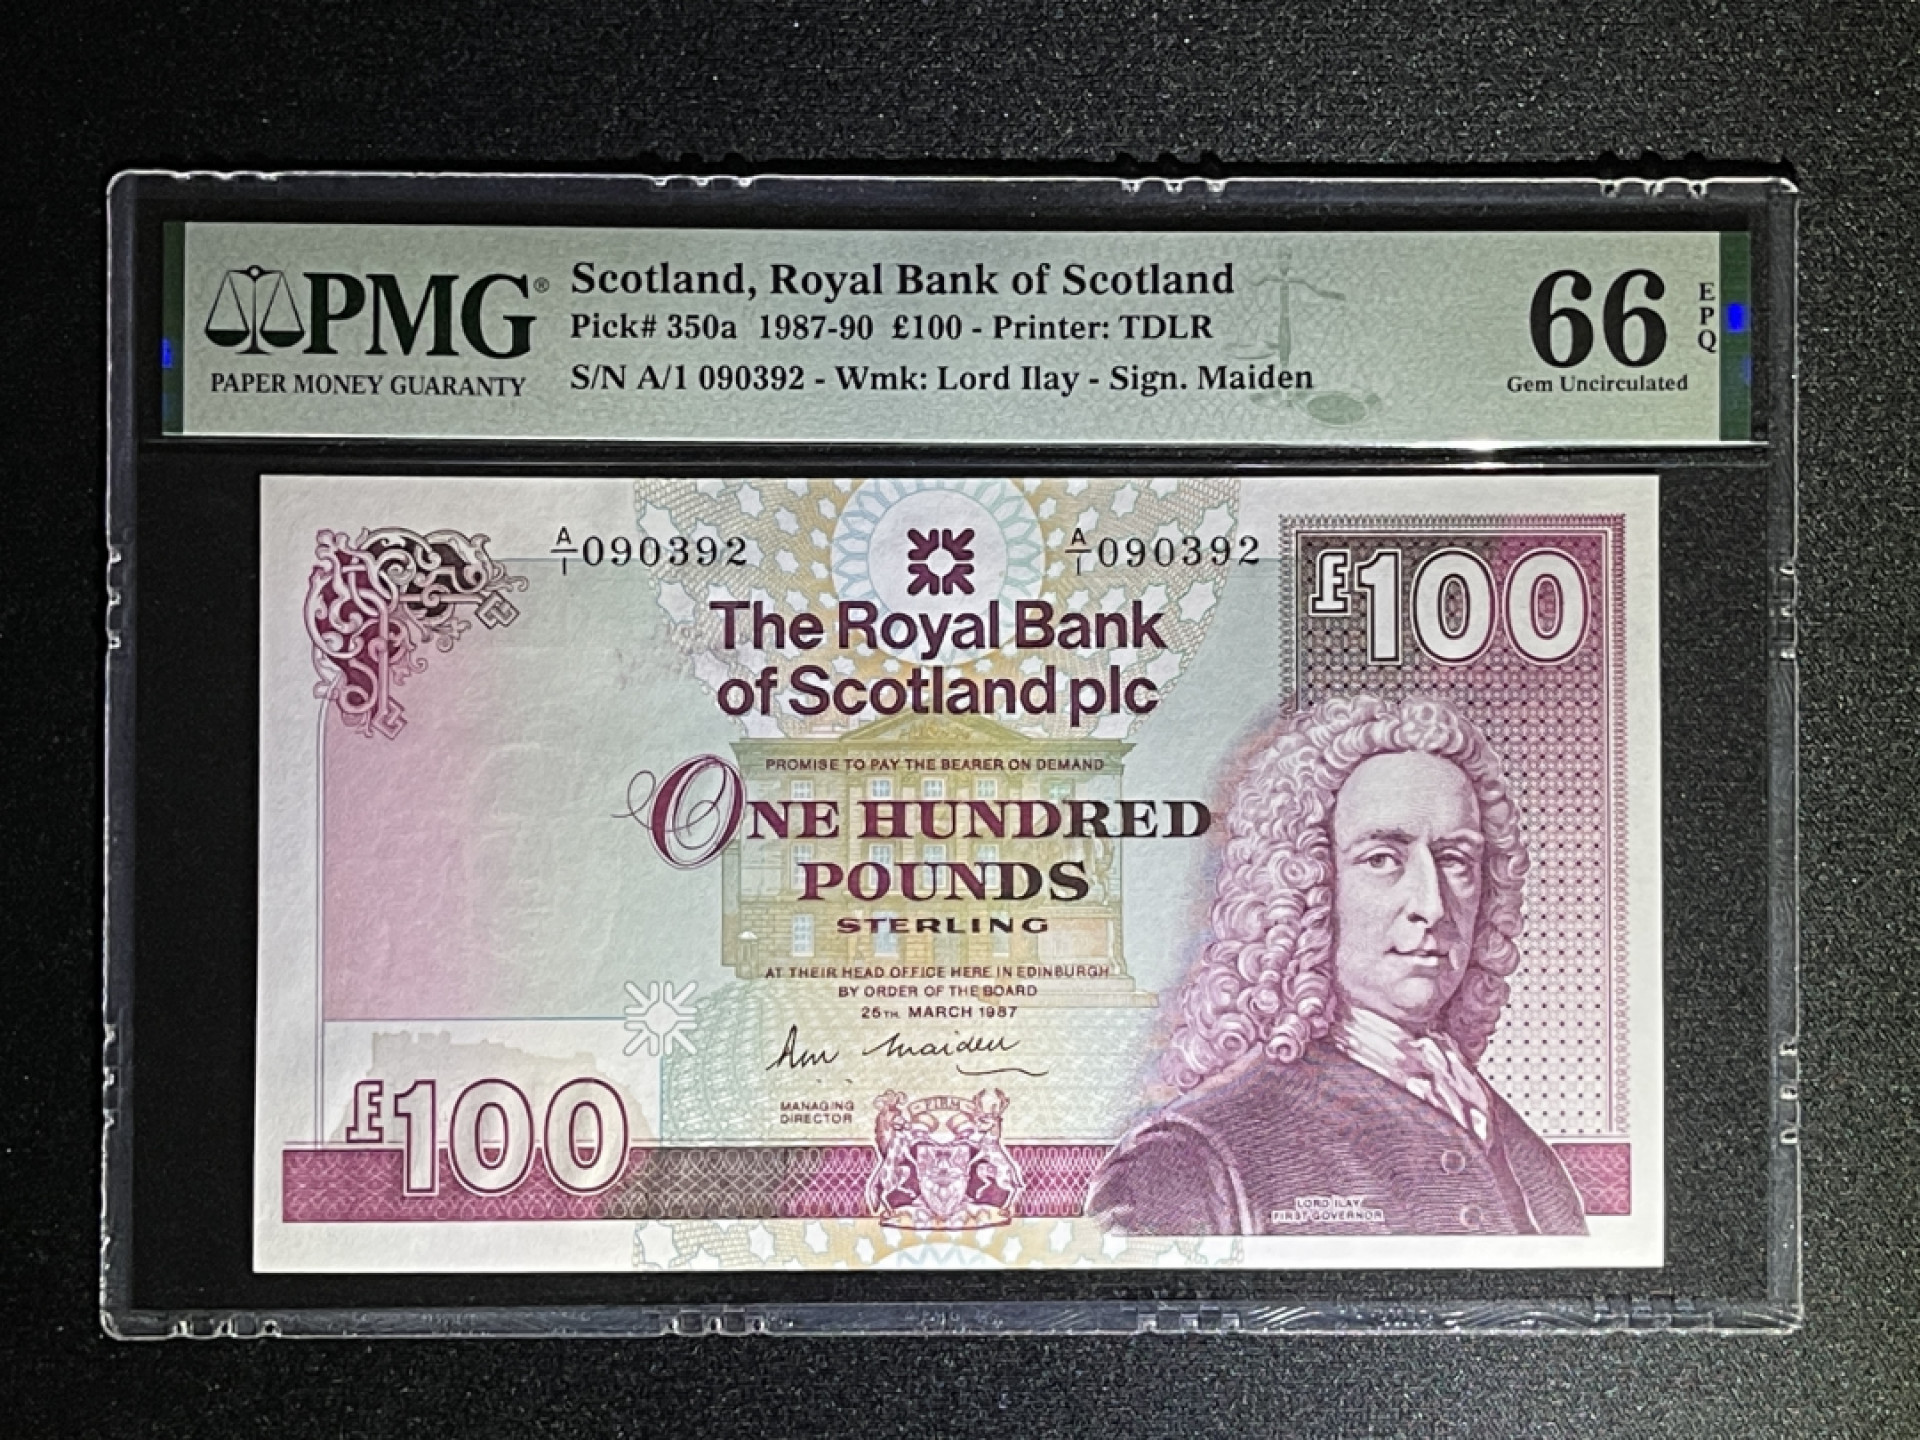 PMG®
PAPER MONEY GUARANTY
Scotland, Royal Bank of Scotland
Pick# 350a 1987-90 £100 - Printer: TDLR
S/N A/1 090392 - Wmk: Lord Ilay - Sign. Maiden
66
EPQ
Gem Uncirculated
A/1 090392
A/1 090392
£100
The Royal Bank
of Scotland plc
PROMISE TO PAY THE BEARER ON DEMAND
ONE HUNDRED
POUNDS
STERLING
AT THEIR HEAD OFFICE HERE IN EDINBURGH
BY ORDER OF THE BOARD
25TH. MARCH 1987
Maiden
MANAGING
DIRECTOR
FIRM
£100
LORD ILAY
FIRST GOVERNOR